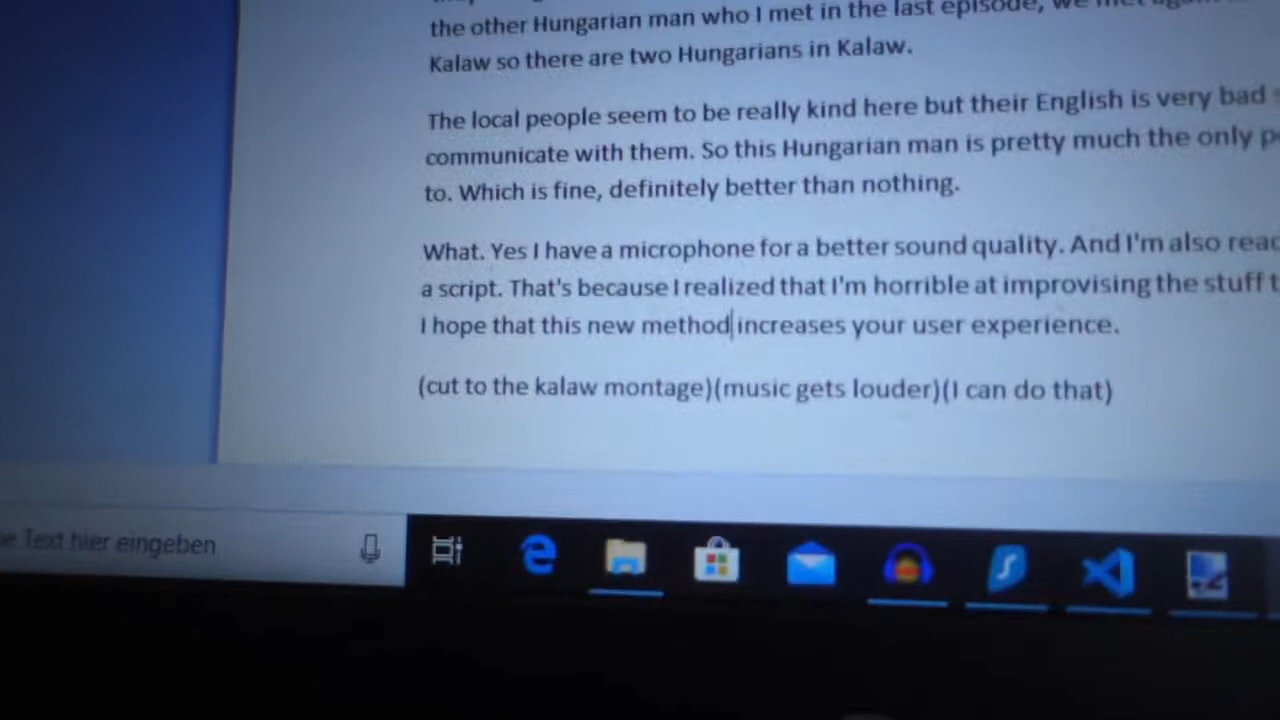 the other Hungarian man who I met in the last episode, we met again
Kalaw so there are two Hungarians in Kalaw.
The local people seem to be really kind here but their English is very bad
communicate with them. So this Hungarian man is pretty much the only
to. Which is fine, definitely better than nothing.
What. Yes I have a microphone for a better sound quality. And I'm also
a script. That's because I realized that I'm horrible at improvising the stuff
I hope that this new method increases your user experience.
(cut to the kalaw montage)(music gets louder)(I can do that)
Text hier eingeben